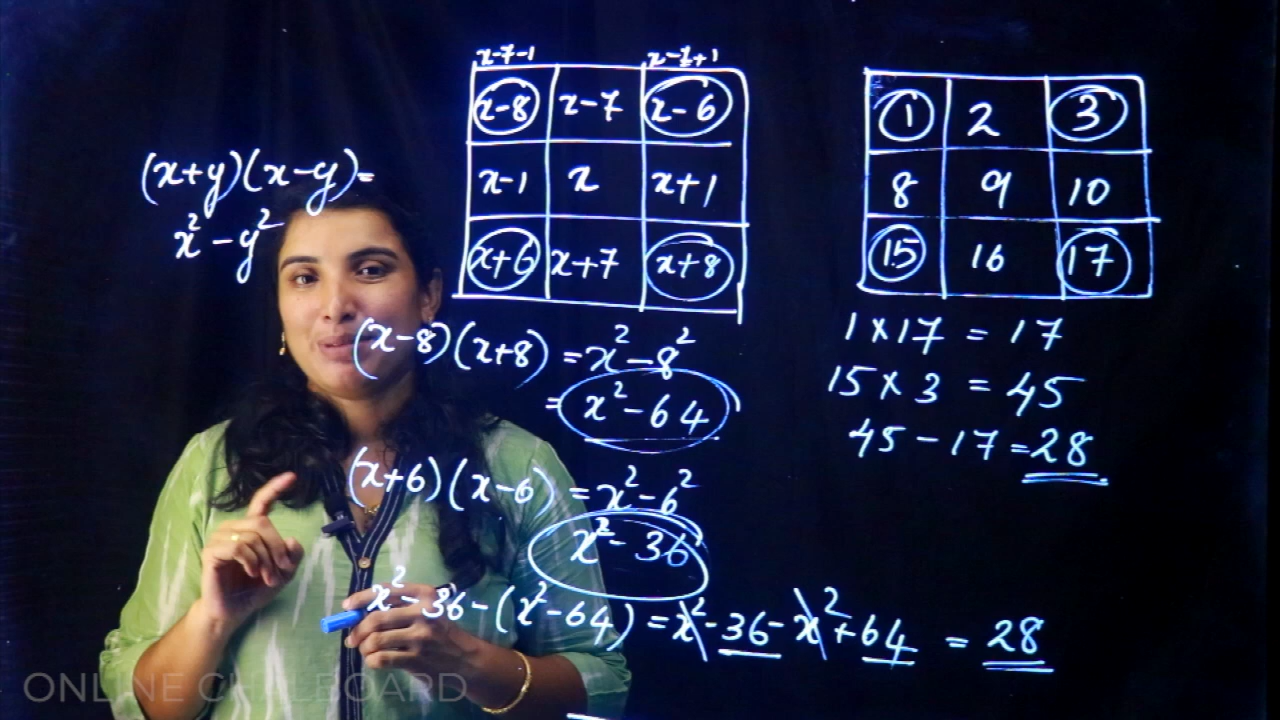 (x+y)(x-y)=
x²-y²
x-7-1 x-7+1
x-8 x-7 x-6
x-1 x x+1
x+6 x+7 x+8
1 2 3
8 9 10
15 16 17
(x-8)(x+8) = x²-8²
= x²-64
(x+6)(x-6) = x²-6²
x²-36
x²-36-(x²-64) = x²-36-x²+64 = 28
1×17 = 17
15×3 = 45
45-17=28
ONLINE CHALBOARD